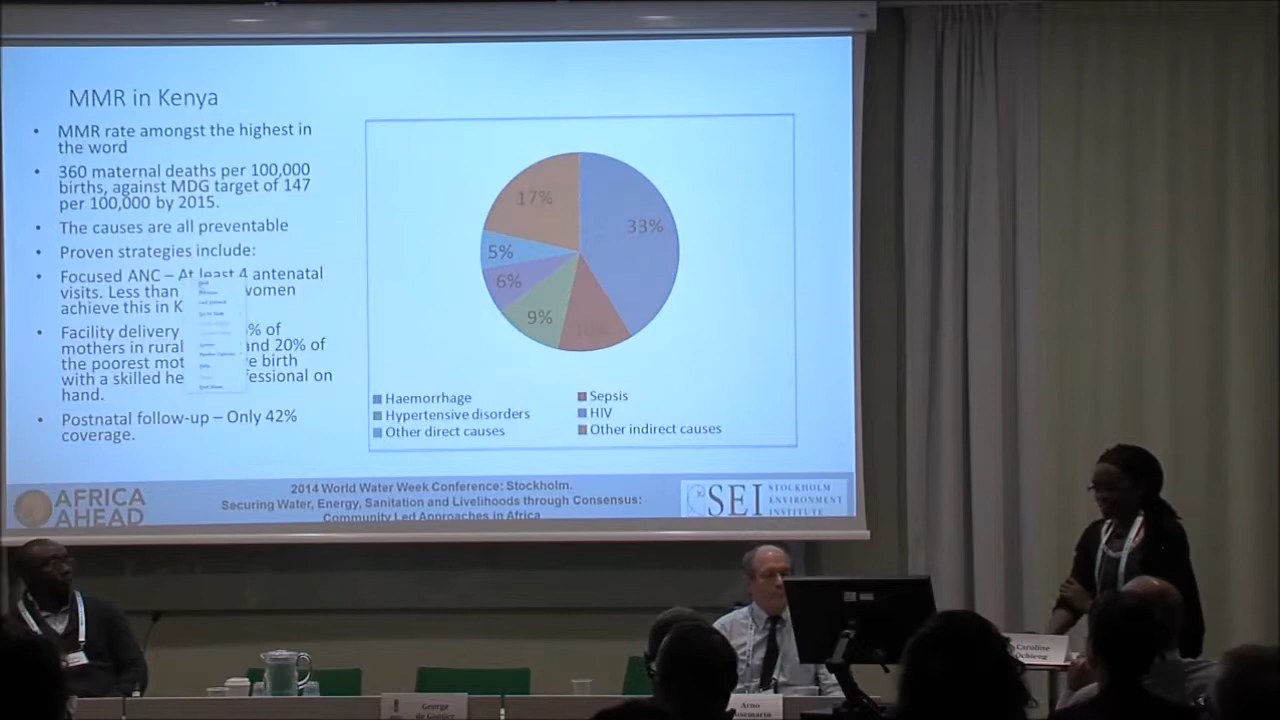 MMR in Kenya
• MMR rate amongst the highest in
the word
• 360 maternal deaths per 100,000
births, against MDG target of 147
per 100,000 by 2015.
• The causes are all preventable
• Proven strategies include:
• Focused ANC – At least 4 antenatal
visits. Less than women
achieve this in K
• Facility delivery % of
mothers in rural and 20% of
the poorest birth
with a skilled on
hand.
• Postnatal follow-up – Only 42%
coverage.
17%
33%
5%
6%
9%
10%
Haemorrhage
Sepsis
Hypertensive disorders
HIV
Other direct causes
Other indirect causes
AFRICA
AHEAD
2014 World Water Week Conference: Stockholm.
Securing Water, Energy, Sanitation and Livelihoods through Consensus:
Community Led Approaches in Africa
SEI
STOCKHOLM
ENVIRONMENT
INSTITUTE
Caroline
Ochieng
George
de Gooijer
Arno
Rosemarin